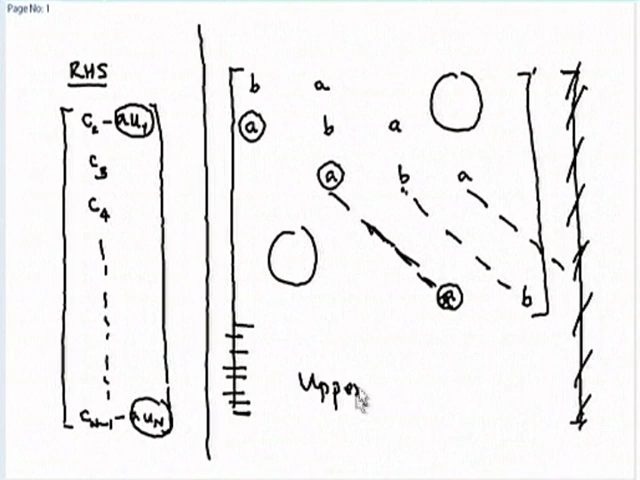 Page No: 1
RHS
C2 - au1
C3
C4
CN-1 - auN
b a O
a b a
a b a
O
a b
Upper